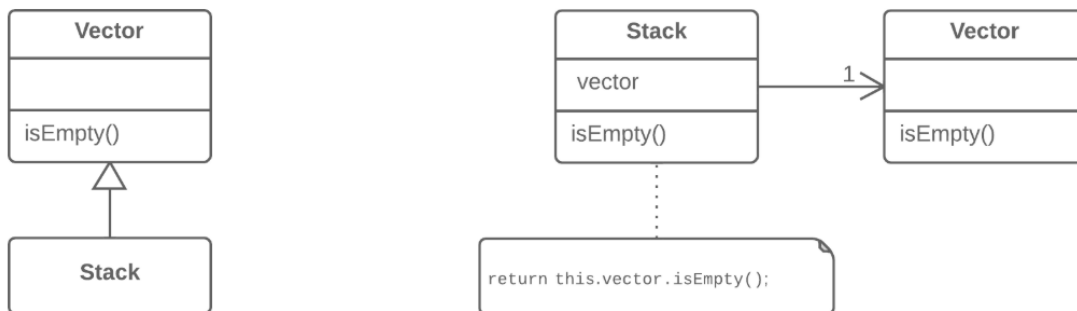 Vector
isEmpty()
Stack
Stack
vector
isEmpty()
return this.vector.isEmpty();
1
Vector
isEmpty()